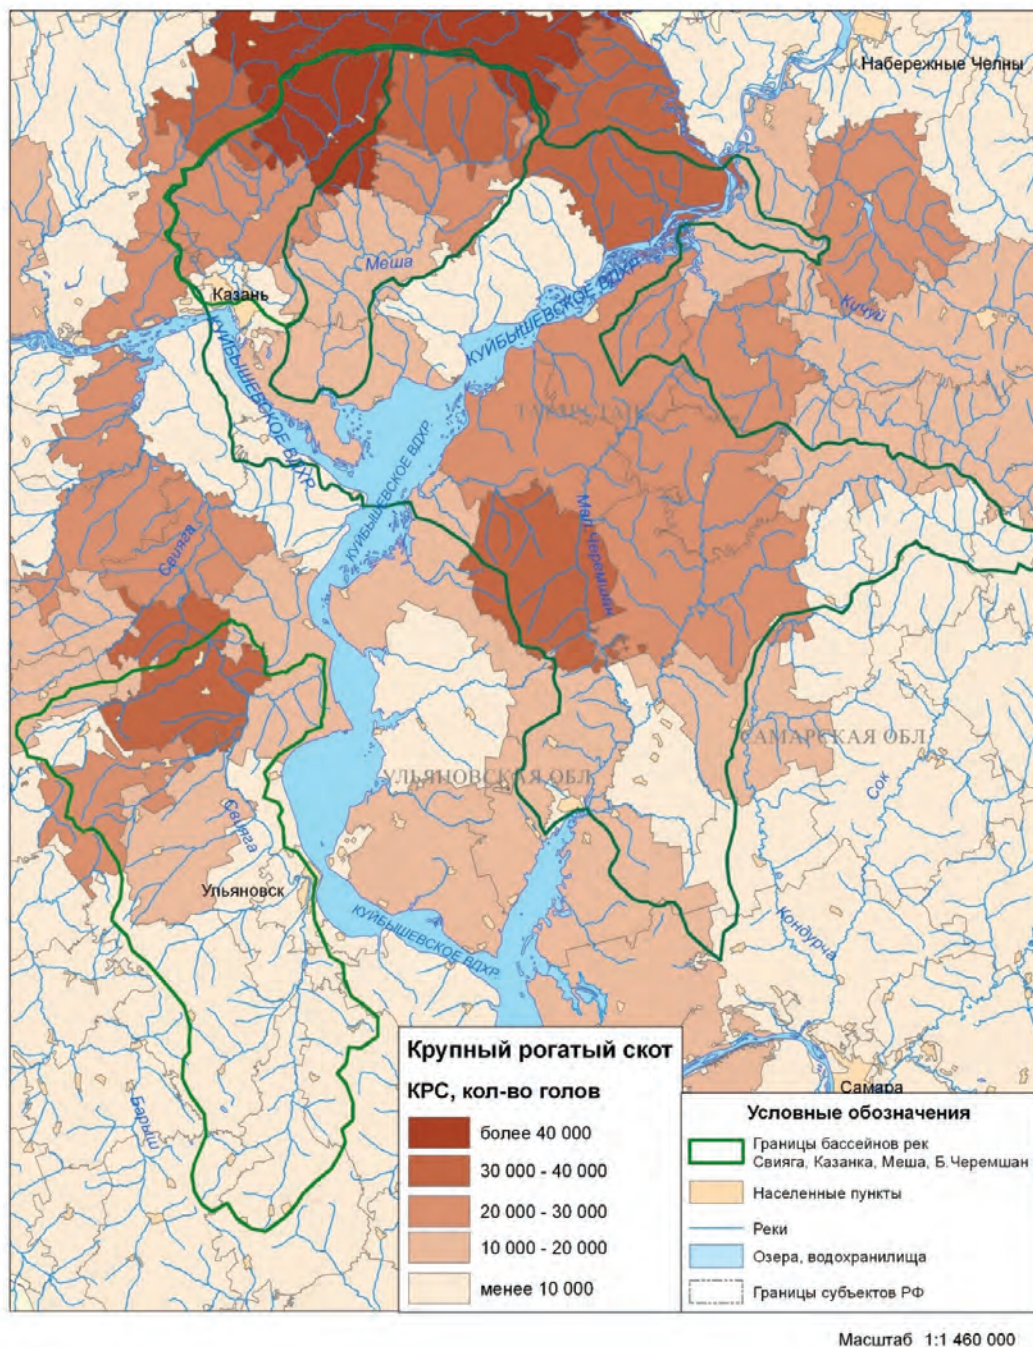 Набережные Челны
Меша
Казань
КУЙБЫШЕВСКОЕ ВДХР.
Кичуй
КУЙБЫШЕВСКОЕ ВДХР.
ТАТАРСТАН
КУЙБЫШЕВСКОЕ ВДХР.
Свияга
Мал. Черемшан
САМАРСКАЯ ОБЛ.
УЛЬЯНОВСКАЯ ОБЛ.
Сок
Свияга
Ульяновск
КУЙБЫШЕВСКОЕ ВДХР.
Кондурча
Барыш
Самара
Крупный рогатый скот
КРС, кол-во голов
более 40 000
30 000 - 40 000
20 000 - 30 000
10 000 - 20 000
менее 10 000
Условные обозначения
Границы бассейнов рек
Свияга, Казанка, Меша, Б.Черемшан
Населенные пункты
Реки
Озера, водохранилища
Границы субъектов РФ
Масштаб 1:1 460 000